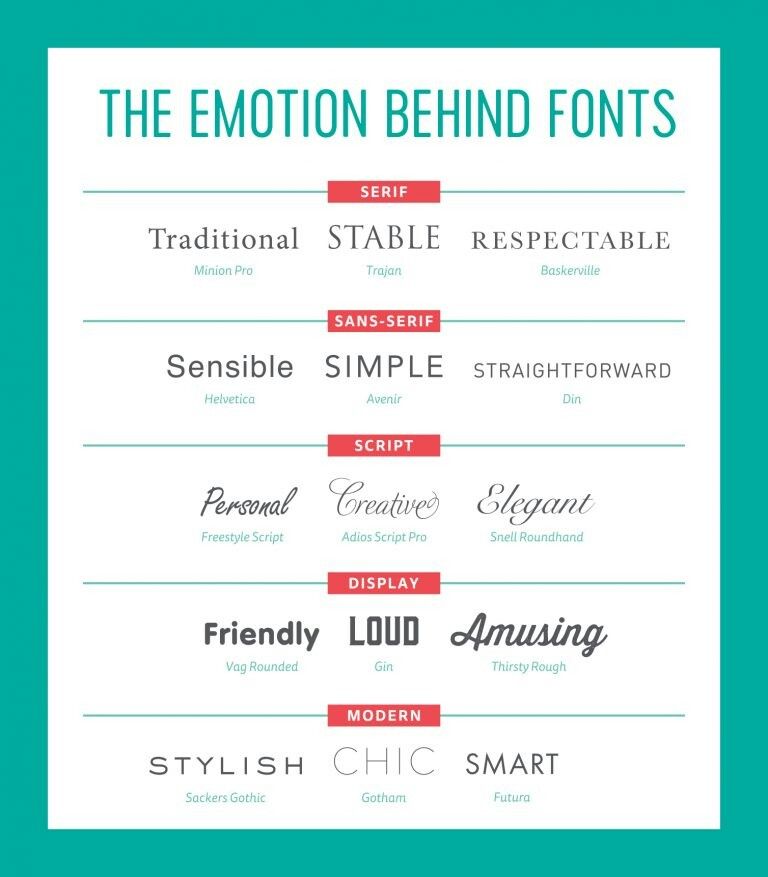 THE EMOTION BEHIND FONTS
SERIF
Traditional STABLE RESPECTABLE
Minion Pro Trajan Baskerville
SANS-SERIF
Sensible SIMPLE STRAIGHTFORWARD
Helvetica Avenir Din
SCRIPT
Personal Creative Elegant
Freestyle Script Adios Script Pro Snell Roundhand
DISPLAY
Friendly LOUD Amusing
Vag Rounded Gin Thirsty Rough
MODERN
STYLISH CHIC SMART
Sackers Gothic Gotham Futura